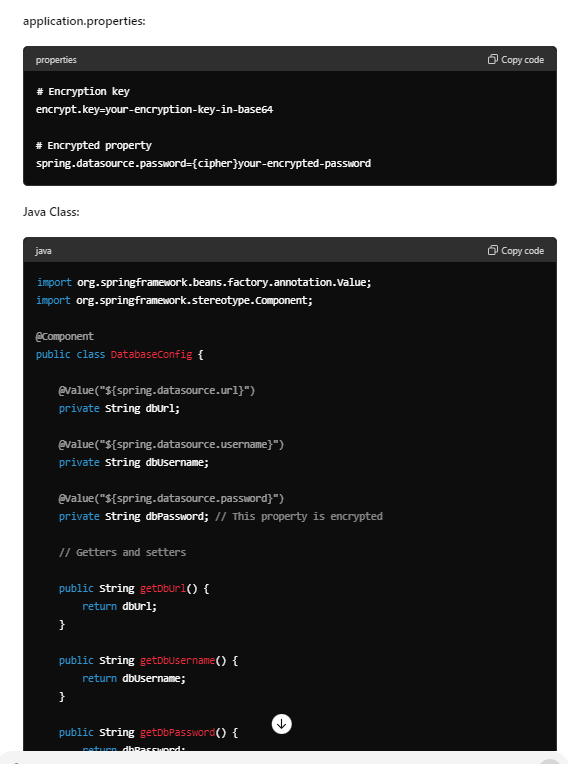 application.properties:
properties
Copy code
# Encryption key
encrypt.key=your-encryption-key-in-base64
# Encrypted property
spring.datasource.password={cipher}your-encrypted-password
Java Class:
java
Copy code
import org.springframework.beans.factory.annotation.Value;
import org.springframework.stereotype.Component;
@Component
public class DatabaseConfig {
@Value("${spring.datasource.url}")
private String dbUrl;
@Value("${spring.datasource.username}")
private String dbUsername;
@Value("${spring.datasource.password}")
private String dbPassword; // This property is encrypted
// Getters and setters
public String getDbUrl() {
return dbUrl;
}
public String getDbUsername() {
return dbUsername;
}
public String getDbPassword() {
return dbPassword;